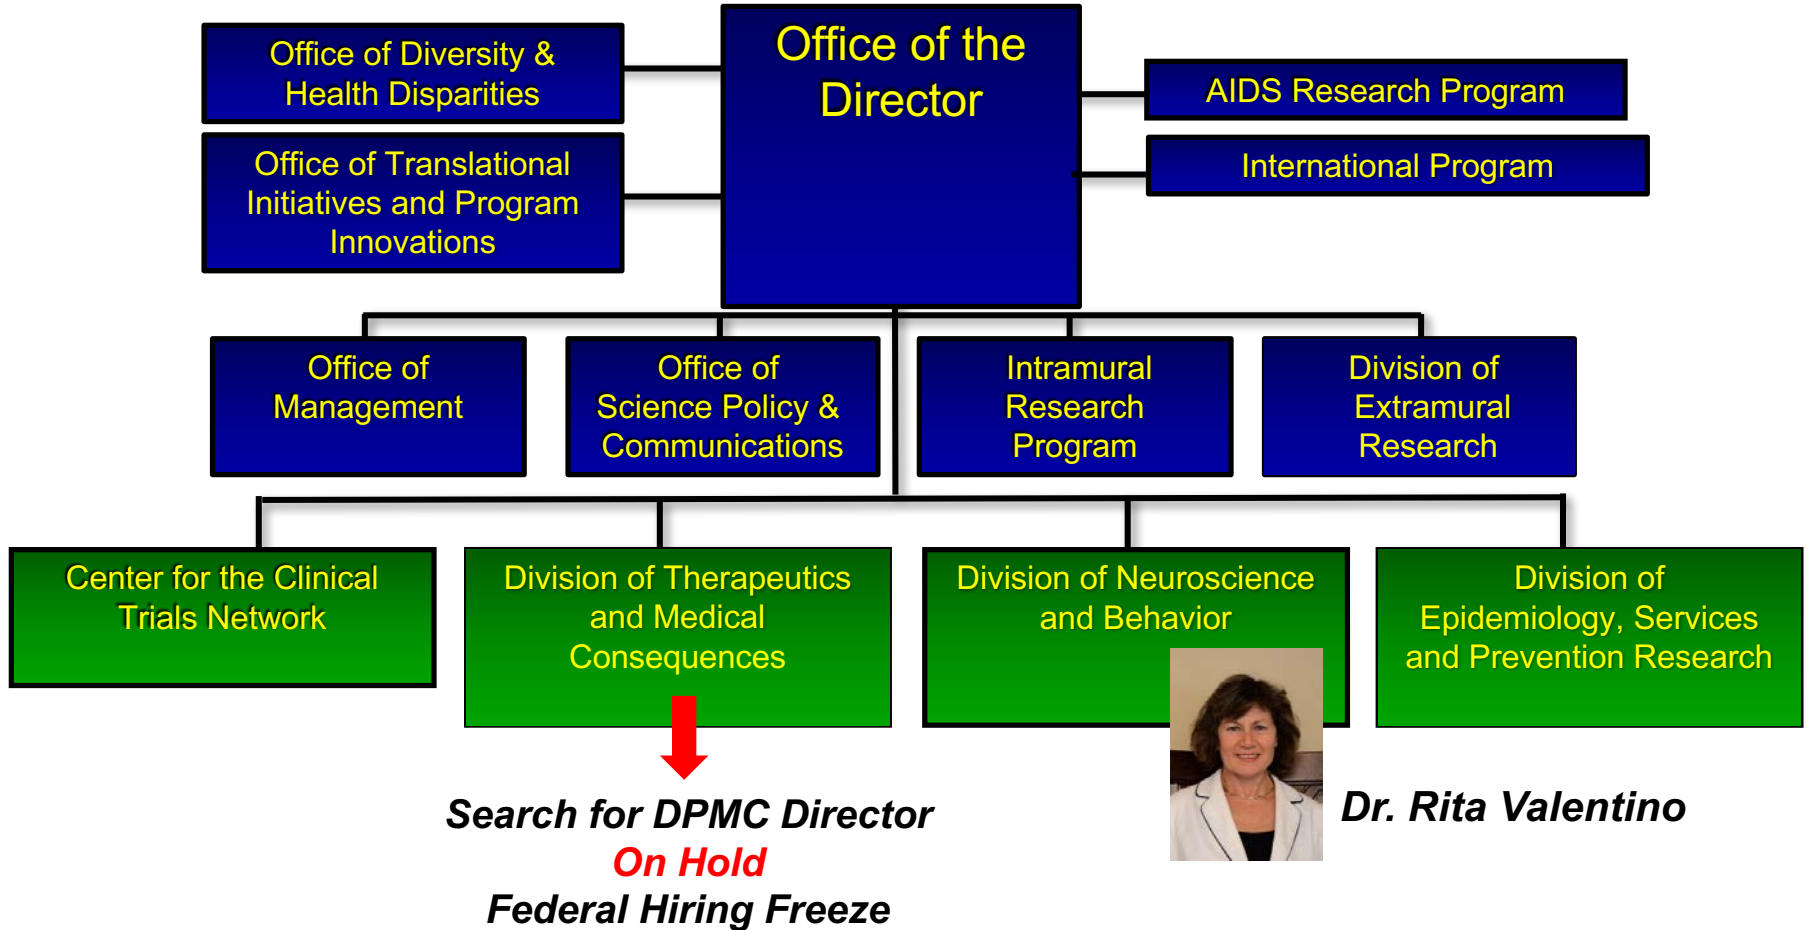 Office of Diversity &
Health Disparities
Office of Translational
Initiatives and Program
Innovations
Office of the
Director
AIDS Research Program
International Program
Office of
Management
Office of
Science Policy &
Communications
Intramural
Research
Program
Division of
Extramural
Research
Center for the Clinical
Trials Network
Division of Therapeutics
and Medical
Consequences
Division of Neuroscience
and Behavior
Division of
Epidemiology, Services
and Prevention Research
Search for DPMC Director
On Hold
Federal Hiring Freeze
Dr. Rita Valentino